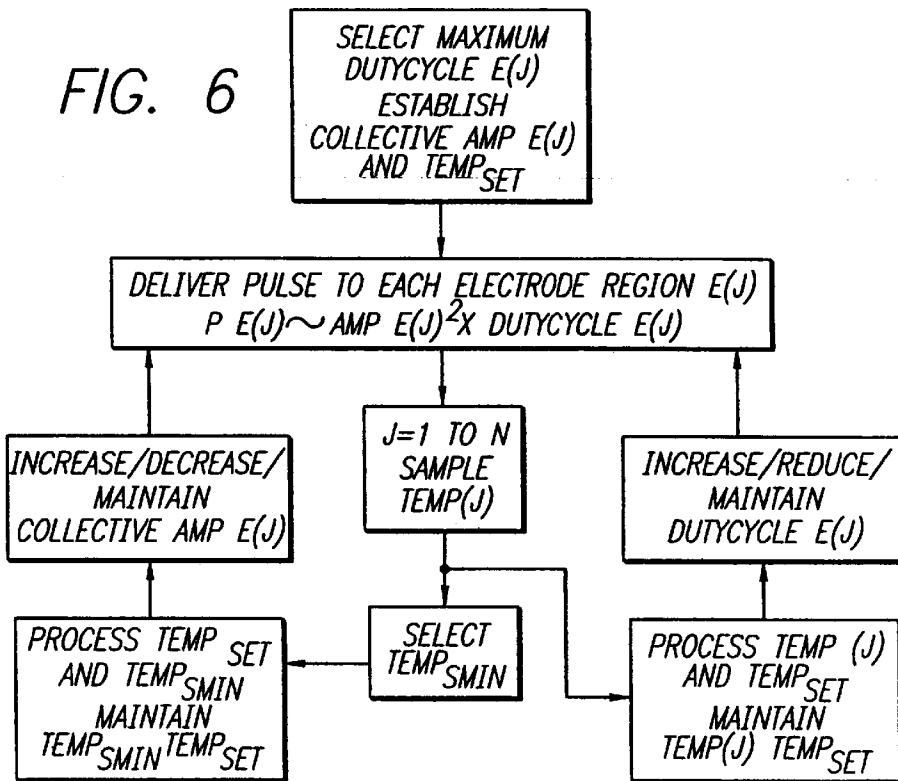 FIG. 6
SELECT MAXIMUM
DUTYCYCLE E(J)
ESTABLISH
COLLECTIVE AMP E(J)
AND TEMP SET
DELIVER PULSE TO EACH ELECTRODE REGION E(J)
P E(J)~AMP E(J)²X DUTYCYCLE E(J)
INCREASE/DECREASE/
MAINTAIN
COLLECTIVE AMP E(J)
J=1 TO N
SAMPLE
TEMP(J)
INCREASE/REDUCE/
MAINTAIN
DUTYCYCLE E(J)
PROCESS TEMP SET
AND TEMP SMIN
MAINTAIN
TEMP SMIN TEMP SET
SELECT
TEMP SMIN
PROCESS TEMP (J)
AND TEMP SET
MAINTAIN
TEMP(J) TEMP SET